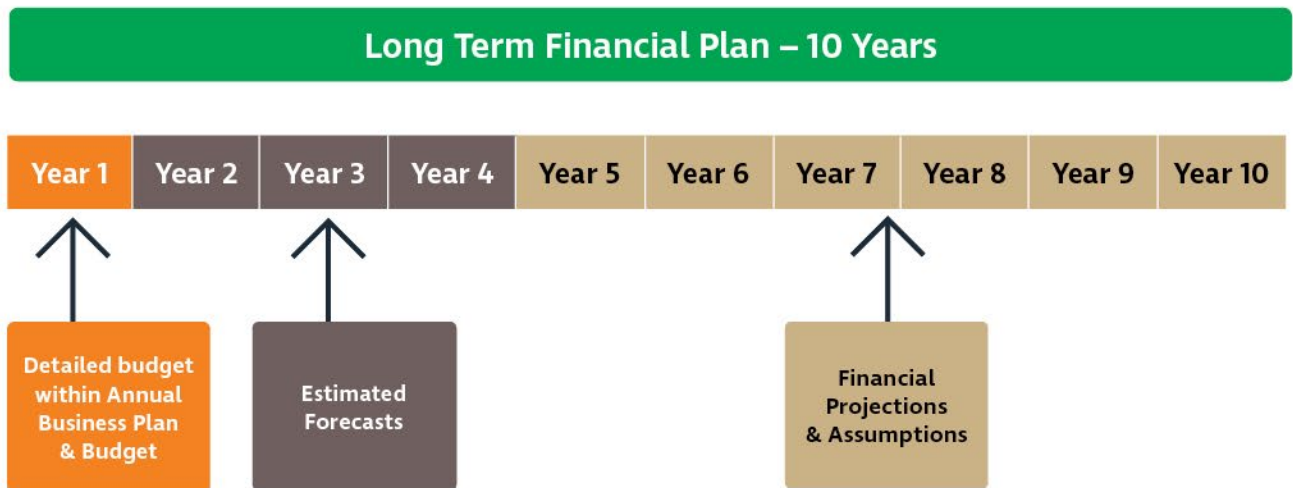 Long Term Financial Plan – 10 Years
Year 1 Year 2 Year 3 Year 4 Year 5 Year 6 Year 7 Year 8 Year 9 Year 10
Detailed budget
within Annual
Business Plan
& Budget
Estimated
Forecasts
Financial
Projections
& Assumptions